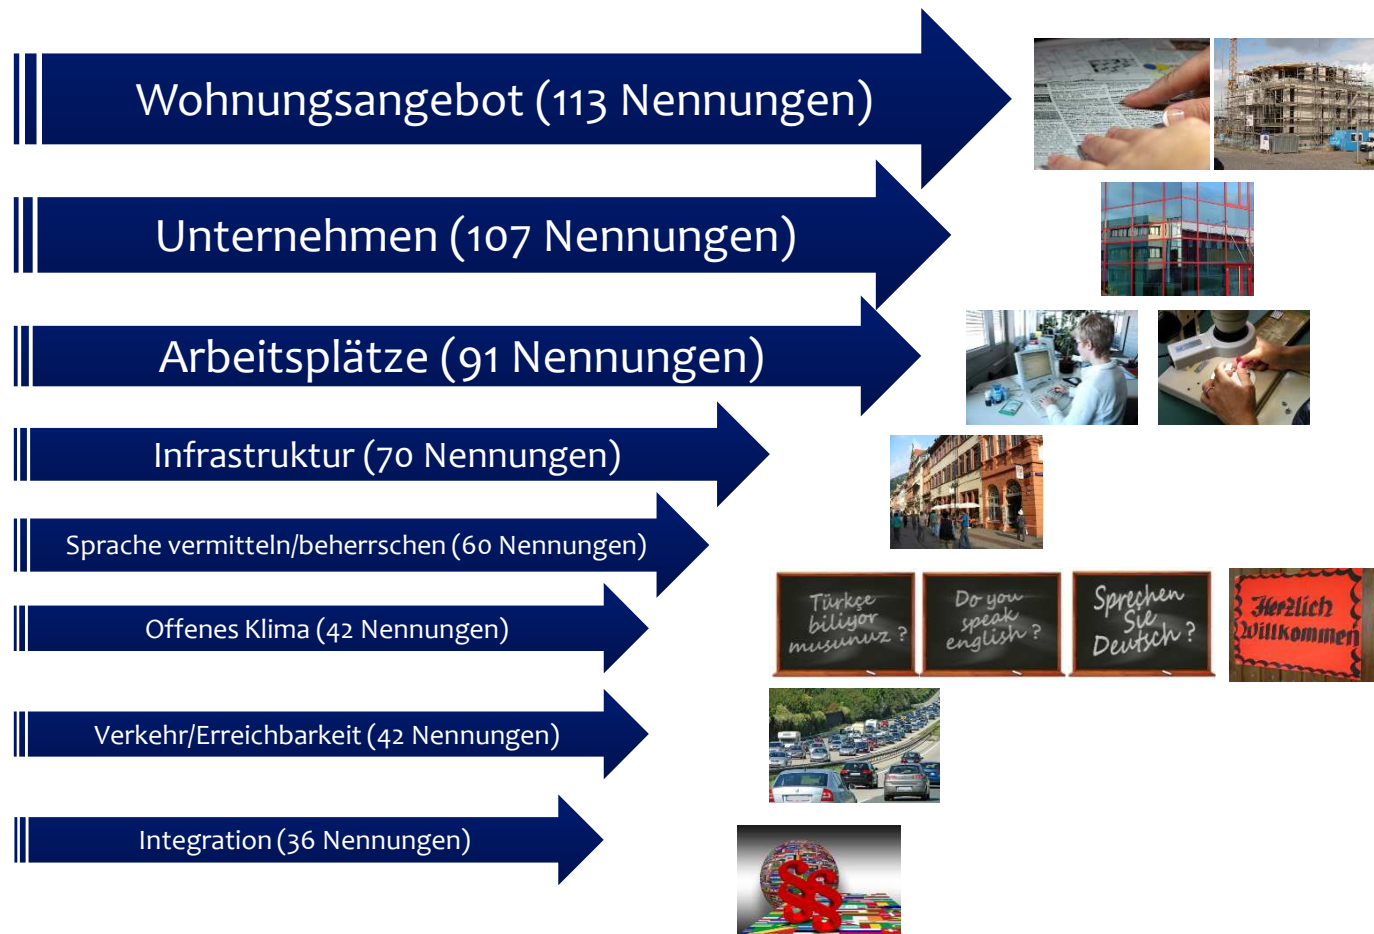 Wohnungsangebot (113 Nennungen)
Unternehmen (107 Nennungen)
Arbeitsplätze (91 Nennungen)
Infrastruktur (70 Nennungen)
Sprache vermitteln/beherrschen (60 Nennungen)
Offenes Klima (42 Nennungen)
Türkçe
biliyor
musunuz ?
Do you
speak
english ?
Sprechen
Sie
Deutsch ?
Herzlich
Willkommen
Verkehr/Erreichbarkeit (42 Nennungen)
Integration (36 Nennungen)
§§